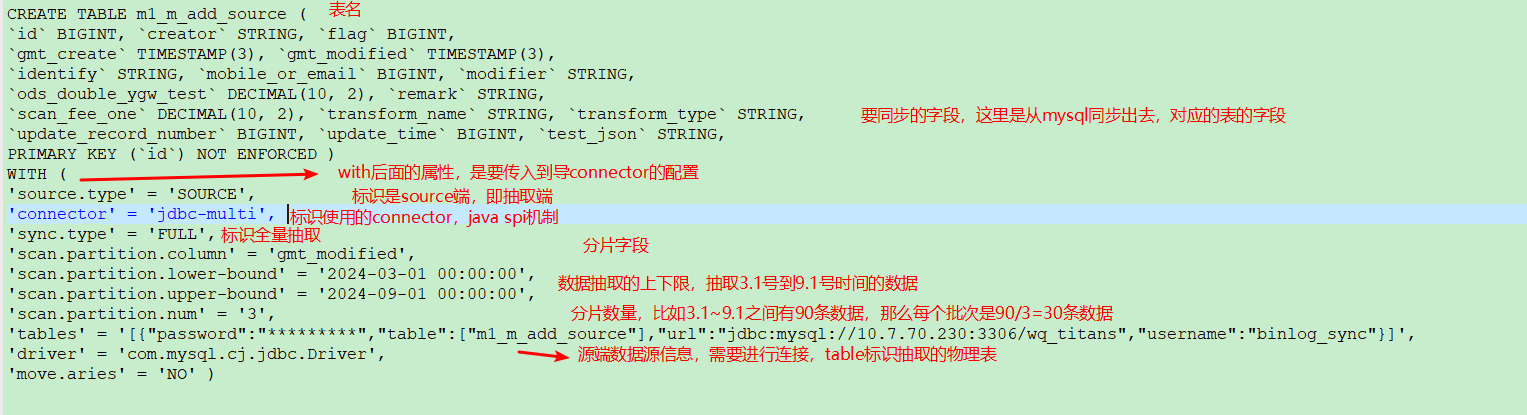 CREATE TABLE m1_m_add_source ( 表名
`id` BIGINT, `creator` STRING, `flag` BIGINT,
`gmt_create` TIMESTAMP(3), `gmt_modified` TIMESTAMP(3),
`identify` STRING, `mobile_or_email` BIGINT, `modifier` STRING,
`ods_double_ygw_test` DECIMAL(10, 2), `remark` STRING,
`scan_fee_one` DECIMAL(10, 2), `transform_name` STRING, `transform_type` STRING, 要同步的字段，这里是从mysql同步出去，对应的表的字段
`update_record_number` BIGINT, `update_time` BIGINT, `test_json` STRING,
PRIMARY KEY (`id`) NOT ENFORCED )
WITH ( with后面的属性，是要传入到导connector的配置
'source.type' = 'SOURCE', 标识是source端，即抽取端
'connector' = 'jdbc-multi', 标识使用的connector，java spi机制
'sync.type' = 'FULL', 标识全量抽取
'scan.partition.column' = 'gmt_modified', 分片字段
'scan.partition.lower-bound' = '2024-03-01 00:00:00', 数据抽取的上下限，抽取3.1号到9.1号时间的数据
'scan.partition.upper-bound' = '2024-09-01 00:00:00',
'scan.partition.num' = '3', 分片数量，比如3.1~9.1之间有90条数据，那么每个批次是90/3=30条数据
'tables' = '[{"password":"*********","table":["m1_m_add_source"],"url":"jdbc:mysql://10.7.70.230:3306/wq_titans","username":"binlog_sync"}]',
'driver' = 'com.mysql.cj.jdbc.Driver', 源端数据源信息，需要进行连接，table标识抽取的物理表
'move.aries' = 'NO' )